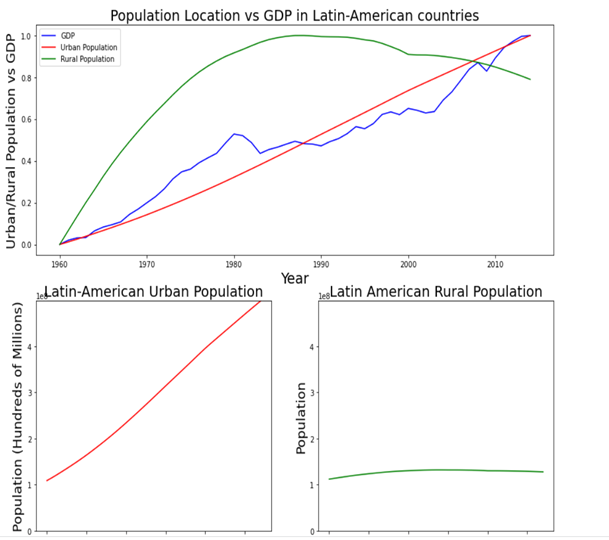 Population Location vs GDP in Latin-American countries
Urban/Rural Population vs GDP
GDP
Urban Population
Rural Population
1.0
0.8
0.6
0.4
0.2
0.0
1960 1970 1980 1990 2000 2010
Year
Latin-American Urban Population
1e8
Population (Hundreds of Millions)
4
3
2
1
0
Latin American Rural Population
1e8
Population
4
3
2
1
0